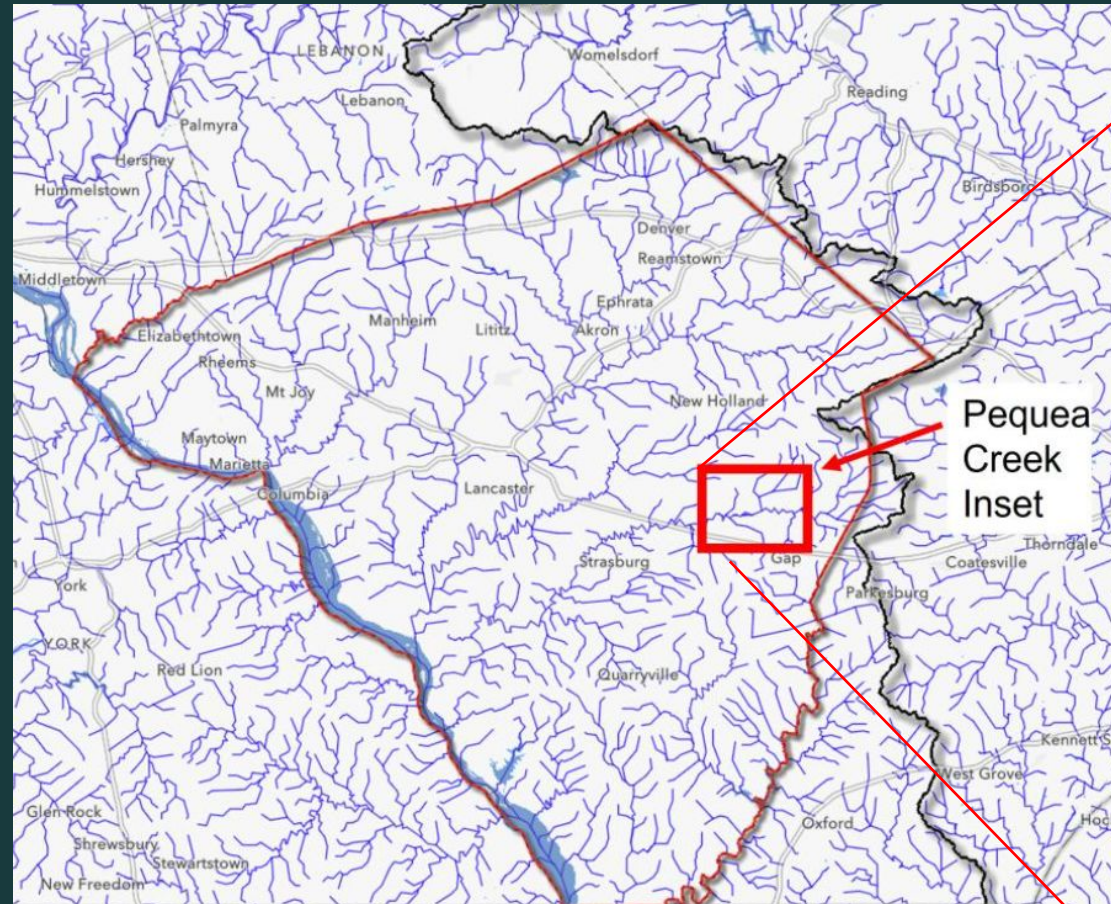 LEBANON
Womelsdorf
Reading
Lebanon
Palmyra
Hershey
Hummelstown
Birdsboro
Denver
Reamstown
Middletown
Ephrata
Manheim
Lititz
Akron
Elizabethtown
Rheems
Mt Joy
New Holland
Pequea
Creek
Inset
Maytown
Marietta
Columbia
Lancaster
Thorndale
Strasburg
Gap
Coatesville
York
Parkesburg
YORK
Red Lion
Quarryville
Kennett S
West Grove
Glen Rock
Oxford
Hoc
Shrewsbury
Stewartstown
New Freedom